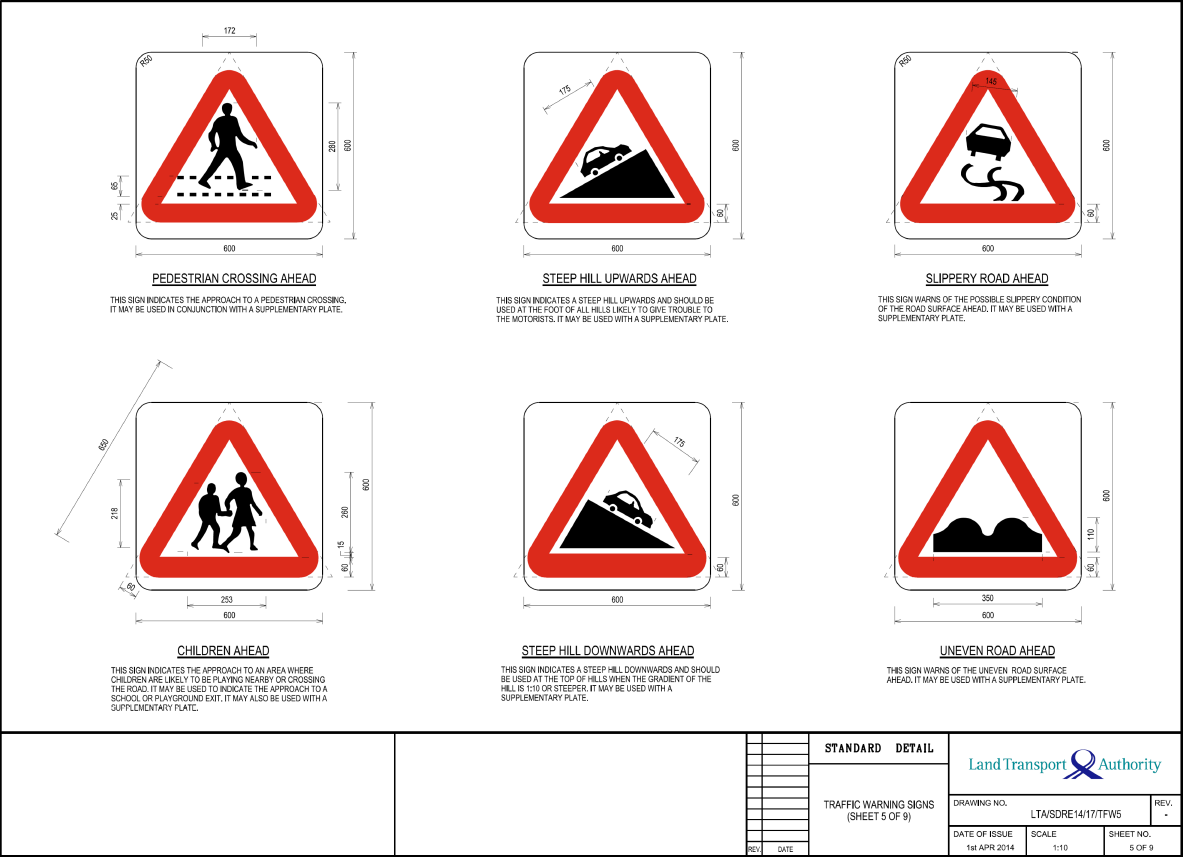 172
R50
280
600
65
25
600
PEDESTRIAN CROSSING AHEAD
THIS SIGN INDICATES THE APPROACH TO A PEDESTRIAN CROSSING.
IT MAY BE USED IN CONJUNCTION WITH A SUPPLEMENTARY PLATE.
175
600
60
600
STEEP HILL UPWARDS AHEAD
THIS SIGN INDICATES A STEEP HILL UPWARDS AND SHOULD BE
USED AT THE FOOT OF ALL HILLS LIKELY TO GIVE TROUBLE TO
THE MOTORISTS. IT MAY BE USED WITH A SUPPLEMENTARY PLATE.
R50
145
600
60
600
SLIPPERY ROAD AHEAD
THIS SIGN WARNS OF THE POSSIBLE SLIPPERY CONDITION
OF THE ROAD SURFACE AHEAD. IT MAY BE USED WITH A
SUPPLEMENTARY PLATE.
650
218
600
260
15
60
60
253
600
CHILDREN AHEAD
THIS SIGN INDICATES THE APPROACH TO AN AREA WHERE
CHILDREN ARE LIKELY TO BE PLAYING NEARBY OR CROSSING
THE ROAD. IT MAY BE USED TO INDICATE THE APPROACH TO A
SCHOOL OR PLAYGROUND EXIT. IT MAY ALSO BE USED WITH A
SUPPLEMENTARY PLATE.
175
600
60
600
STEEP HILL DOWNWARDS AHEAD
THIS SIGN INDICATES A STEEP HILL DOWNWARDS AND SHOULD
BE USED AT THE TOP OF HILLS WHEN THE GRADIENT OF THE
HILL IS 1:10 OR STEEPER. IT MAY BE USED WITH A
SUPPLEMENTARY PLATE.
600
110
60
350
600
UNEVEN ROAD AHEAD
THIS SIGN WARNS OF THE UNEVEN ROAD SURFACE
AHEAD. IT MAY BE USED WITH A SUPPLEMENTARY PLATE.
REV. DATE
STANDARD DETAIL
TRAFFIC WARNING SIGNS
(SHEET 5 OF 9)
Land Transport Authority
DRAWING NO.
LTA/SDRE14/17/TFW5
REV.
-
DATE OF ISSUE
1st APR 2014
SCALE
1:10
SHEET NO.
5 OF 9